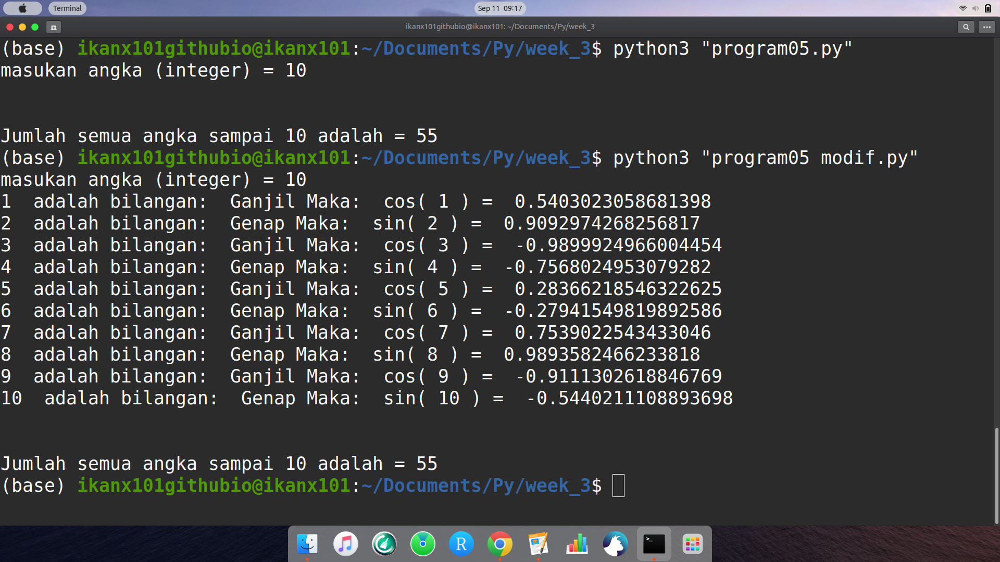 Terminal
Sep 11 09:17
ikanx101githubio@ikanx101: ~/Documents/Py/week_3
(base) ikanx101githubio@ikanx101:~/Documents/Py/week_3$ python3 "program05.py"
masukan angka (integer) = 10
Jumlah semua angka sampai 10 adalah = 55
(base) ikanx101githubio@ikanx101:~/Documents/Py/week_3$ python3 "program05 modif.py"
masukan angka (integer) = 10
1  adalah bilangan:  Ganjil Maka:  cos( 1 ) =  0.5403023058681398
2  adalah bilangan:  Genap Maka:  sin( 2 ) =  0.9092974268256817
3  adalah bilangan:  Ganjil Maka:  cos( 3 ) =  -0.9899924966004454
4  adalah bilangan:  Genap Maka:  sin( 4 ) =  -0.7568024953079282
5  adalah bilangan:  Ganjil Maka:  cos( 5 ) =  0.28366218546322625
6  adalah bilangan:  Genap Maka:  sin( 6 ) =  -0.27941549819892586
7  adalah bilangan:  Ganjil Maka:  cos( 7 ) =  0.7539022543433046
8  adalah bilangan:  Genap Maka:  sin( 8 ) =  0.9893582466233818
9  adalah bilangan:  Ganjil Maka:  cos( 9 ) =  -0.9111302618846769
10  adalah bilangan:  Genap Maka:  sin( 10 ) =  -0.5440211108893698
Jumlah semua angka sampai 10 adalah = 55
(base) ikanx101githubio@ikanx101:~/Documents/Py/week_3$
R
>_